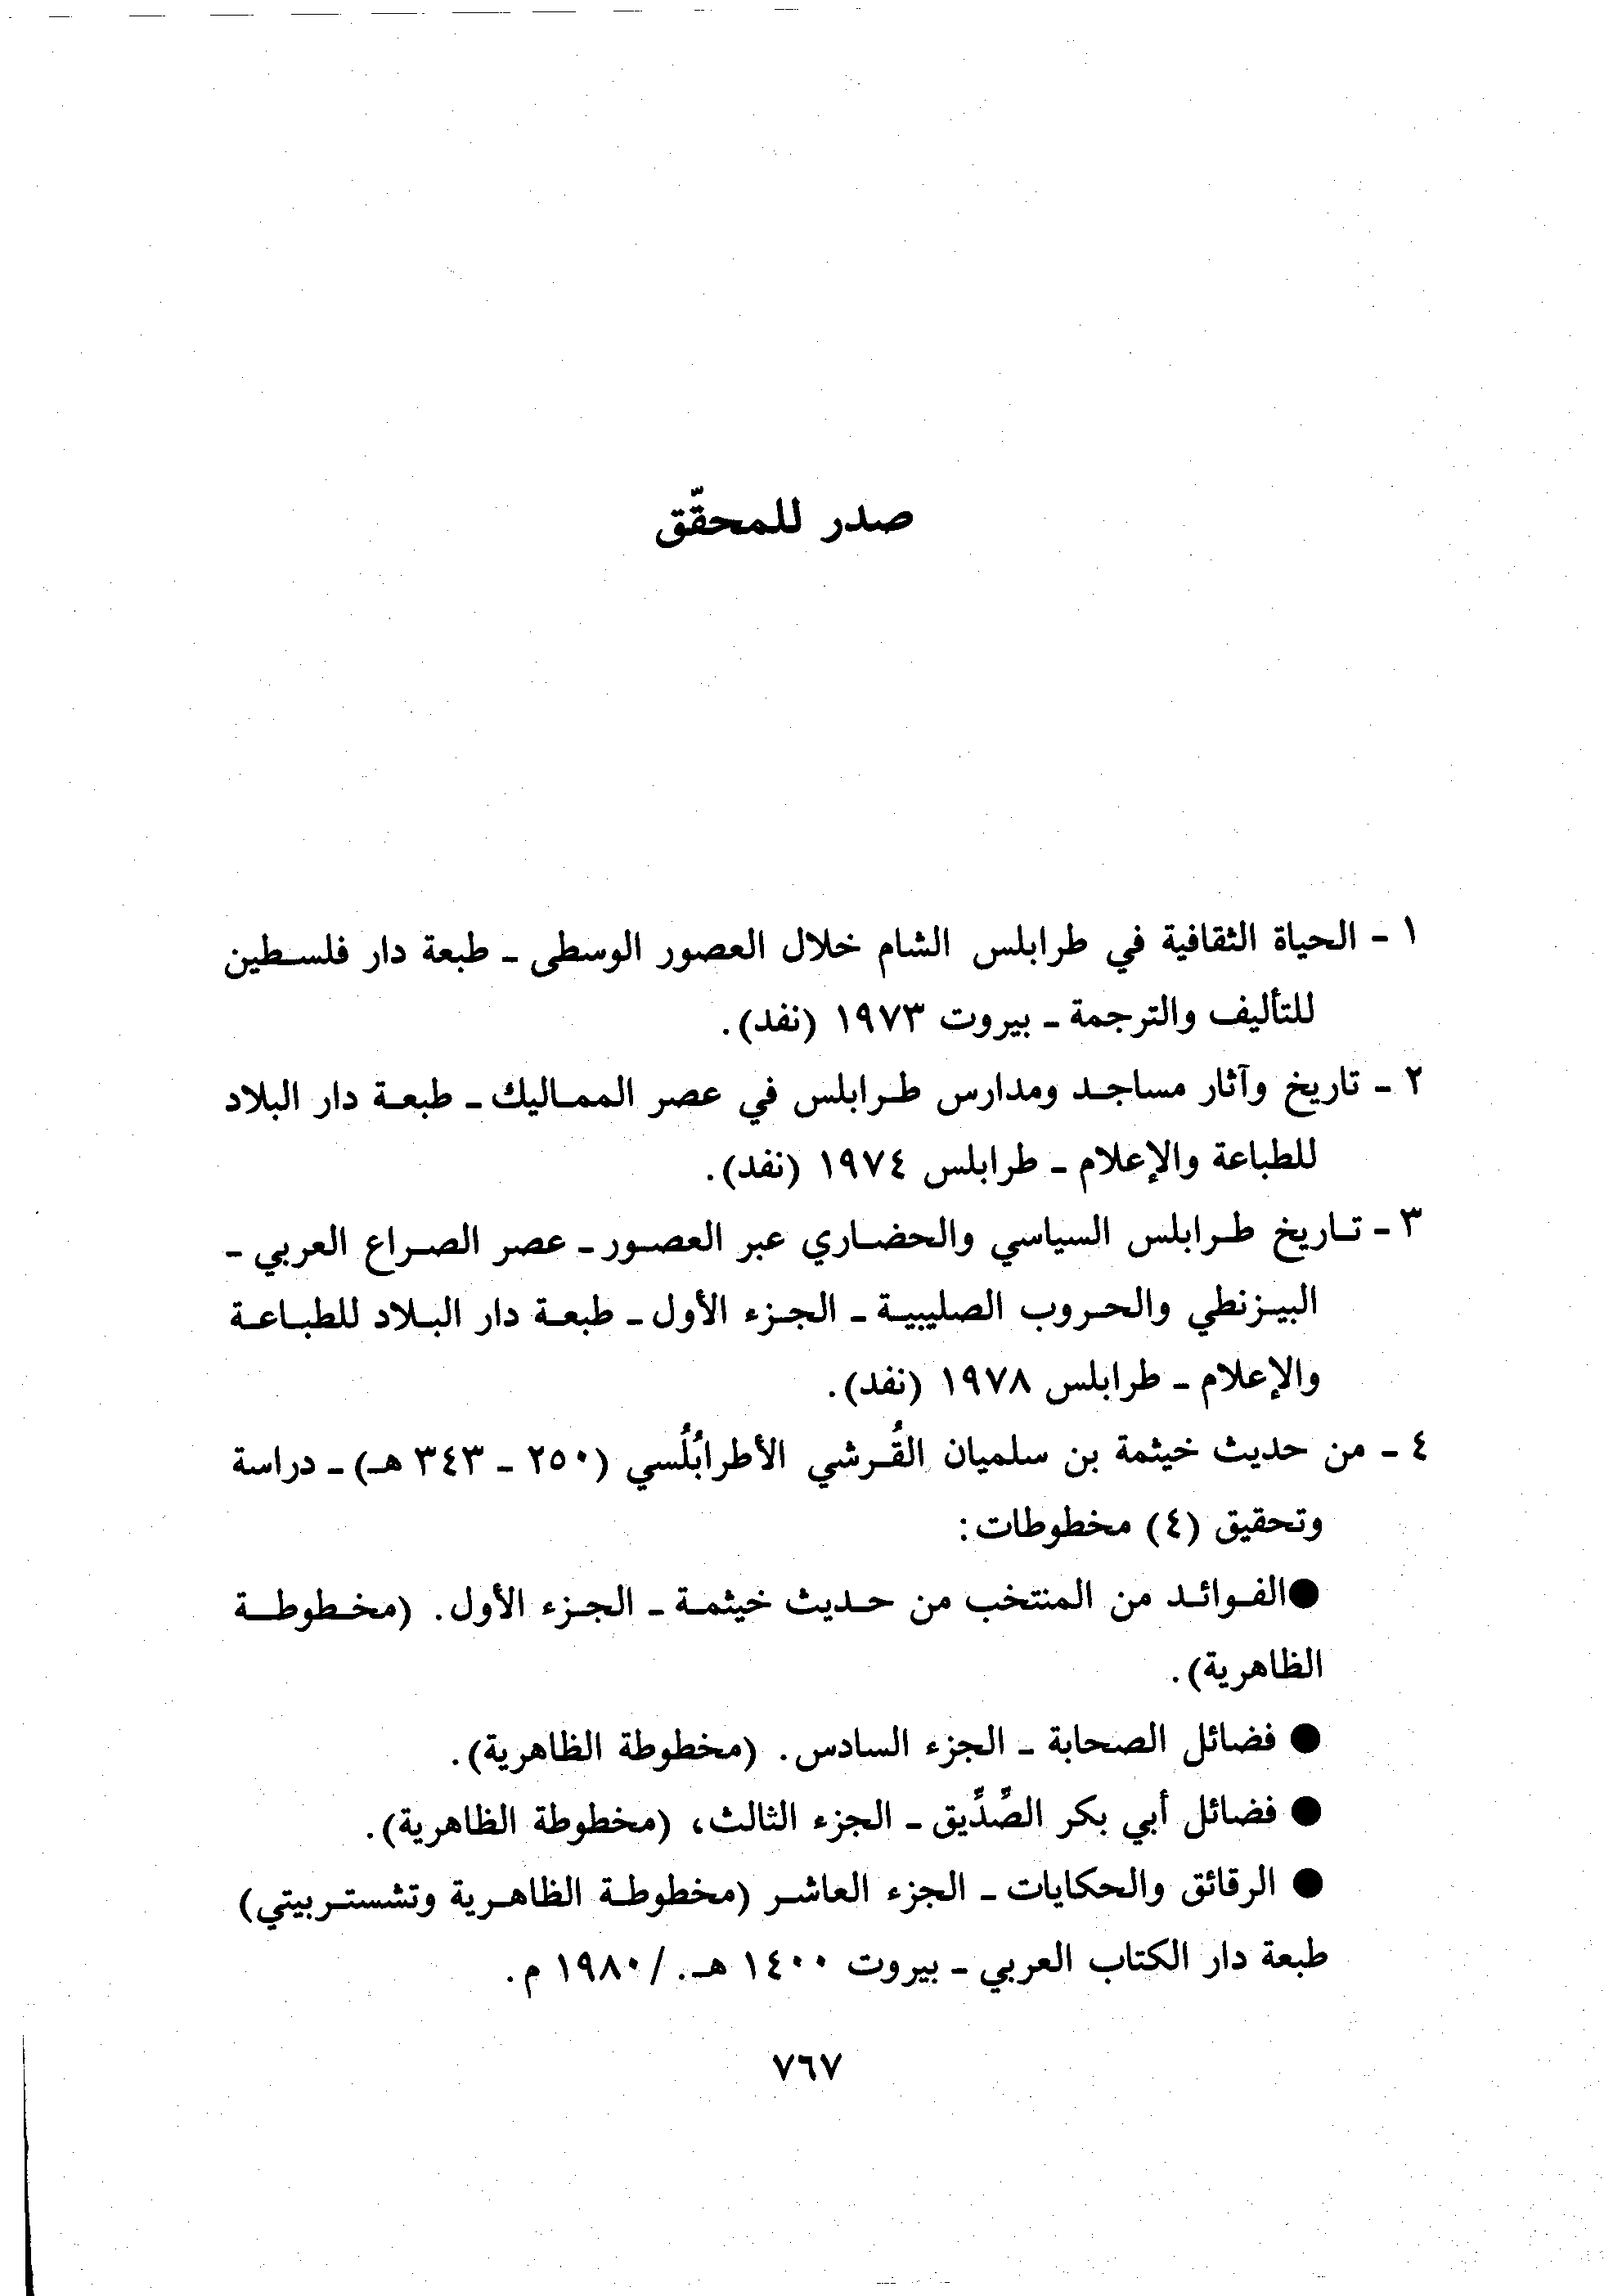 صدر للمحقّق
١ - الحياة الثقافية في طرابلس الشام خلال العصور الوسطى - طبعة دار فلسطين
للتأليف والترجمة - بيروت ١٩٧٣ (نفد).
٢ - تاريخ وآثار مساجد ومدارس طرابلس في عصر المماليك - طبعة دار البلاد
للطباعة والإعلام - طرابلس ١٩٧٤ (نفد).
٣ - تاريخ طرابلس السياسي والحضاري عبر العصور - عصر الصراع العربي -
البيزنطي والحروب الصليبية - الجزء الأول - طبعة دار البلاد للطباعة
والإعلام - طرابلس ١٩٧٨ (نفد).
٤ - من حديث خيثمة بن سلميان القُرشي الأطرابُلُسي (٢٥٠ - ٣٤٣ هـ) - دراسة
وتحقيق (٤) مخطوطات:
● الفوائد من المنتخب من حديث خيثمة - الجزء الأول. (مخطوطة
الظاهرية).
● فضائل الصحابة - الجزء السادس. (مخطوطة الظاهرية).
● فضائل أبي بكر الصِّدِّيق - الجزء الثالث، (مخطوطة الظاهرية).
● الرقائق والحكايات - الجزء العاشر (مخطوطة الظاهرية وتشستربيتي)
طبعة دار الكتاب العربي - بيروت ١٤٠٠ هـ. /١٩٨٠ م.
٧٦٧